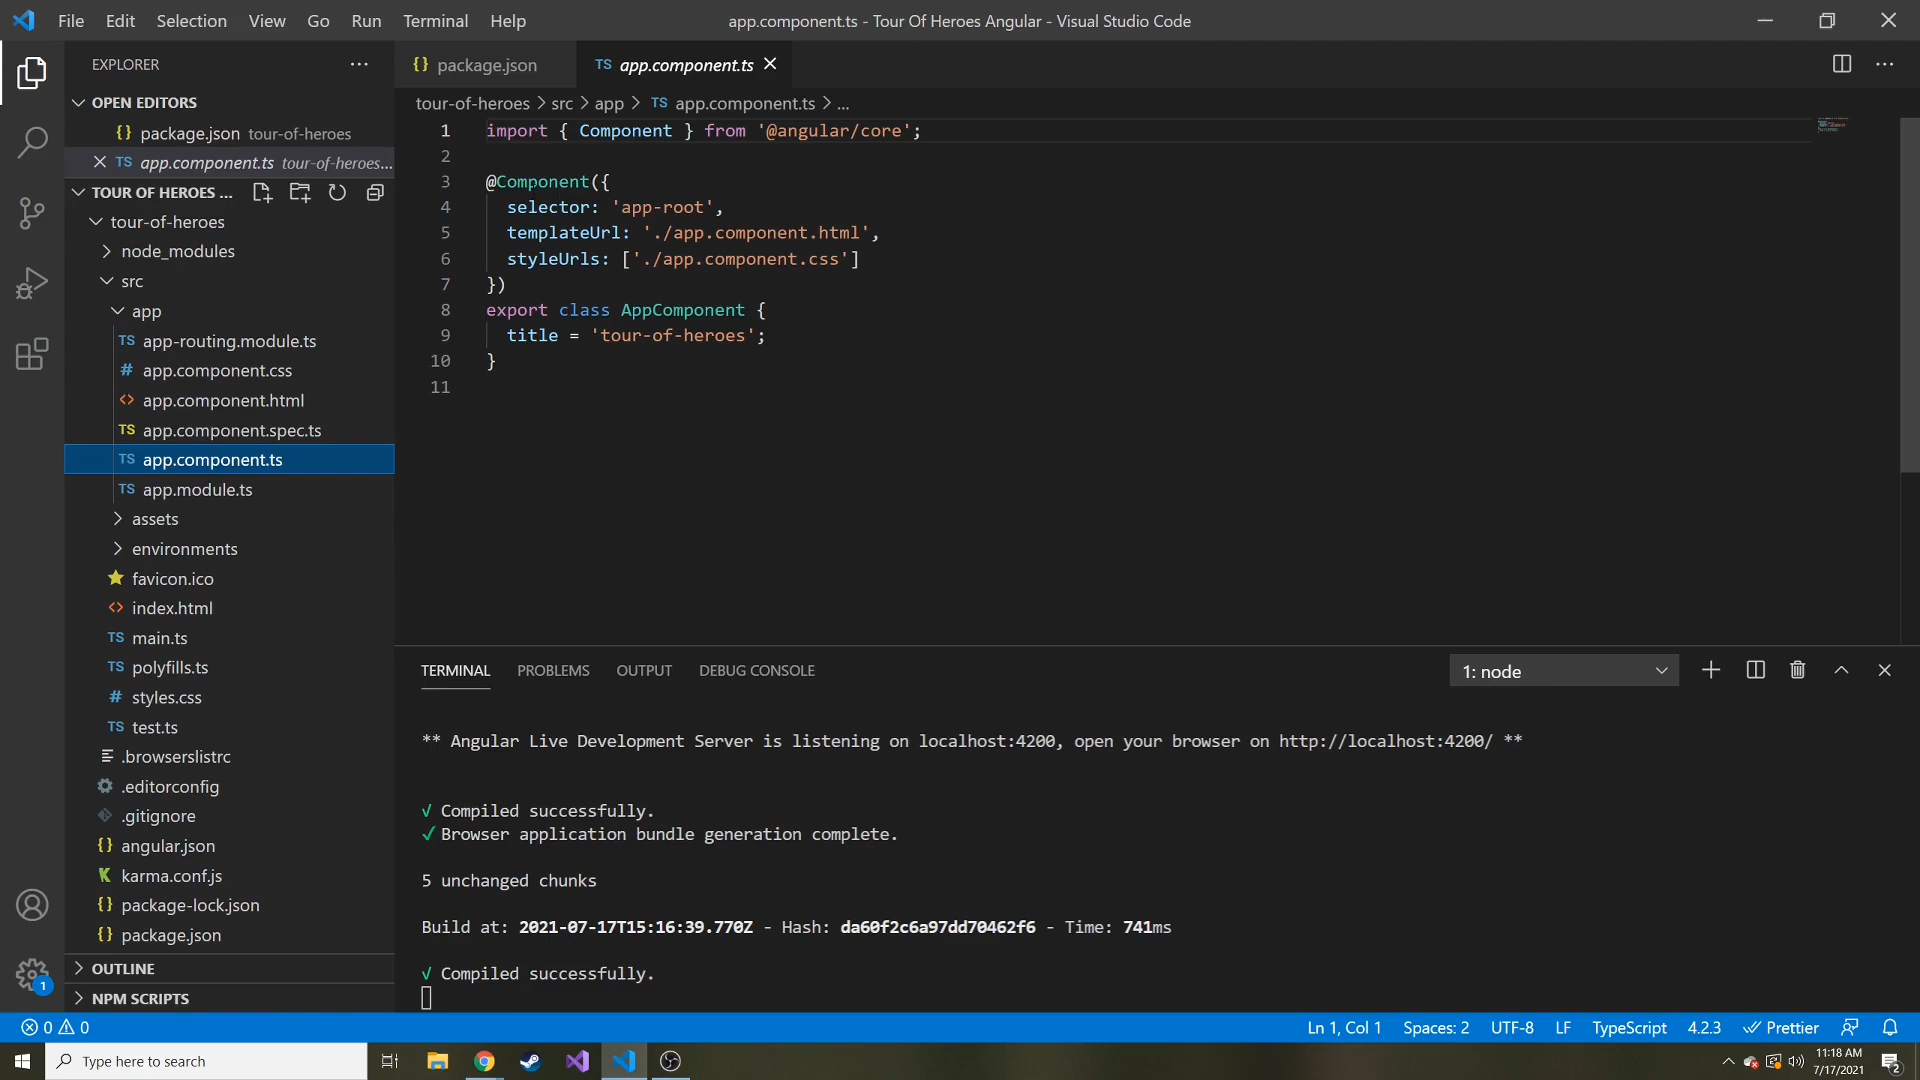 File Edit Selection View Go Run Terminal Help
app.component.ts - Tour Of Heroes Angular - Visual Studio Code
EXPLORER
OPEN EDITORS
{} package.json tour-of-heroes
TS app.component.ts tour-of-heroes...
TOUR OF HEROES ...
tour-of-heroes
node_modules
src
app
TS app-routing.module.ts
# app.component.css
<> app.component.html
TS app.component.spec.ts
TS app.component.ts
TS app.module.ts
assets
environments
favicon.ico
<> index.html
TS main.ts
TS polyfills.ts
# styles.css
TS test.ts
.browserslistrc
.editorconfig
.gitignore
{} angular.json
karma.conf.js
{} package-lock.json
{} package.json
OUTLINE
NPM SCRIPTS
{} package.json
TS app.component.ts
tour-of-heroes > src > app > TS app.component.ts > ...
1 import { Component } from '@angular/core';
2
3 @Component({
4 selector: 'app-root',
5 templateUrl: './app.component.html',
6 styleUrls: ['./app.component.css']
7 })
8 export class AppComponent {
9 title = 'tour-of-heroes';
10 }
11
TERMINAL PROBLEMS OUTPUT DEBUG CONSOLE
1: node
** Angular Live Development Server is listening on localhost:4200, open your browser on http://localhost:4200/ **
√ Compiled successfully.
✓ Browser application bundle generation complete.
5 unchanged chunks
Build at: 2021-07-17T15:16:39.770Z - Hash: da60f2c6a97dd70462f6 - Time: 741ms
√ Compiled successfully.
1
0 0
Ln 1, Col 1 Spaces: 2 UTF-8 LF TypeScript 4.2.3 Prettier
Type here to search
11:18 AM
7/17/2021
2